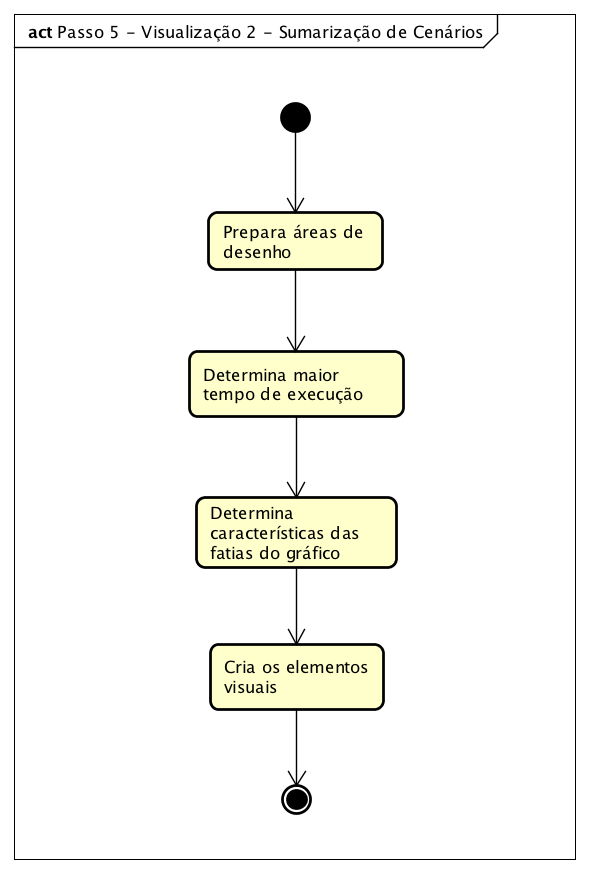 act Passo 5 - Visualização 2 - Sumarização de Cenários
Prepara áreas de
desenho
Determina maior
tempo de execução
Determina
características das
fatias do gráfico
Cria os elementos
visuais